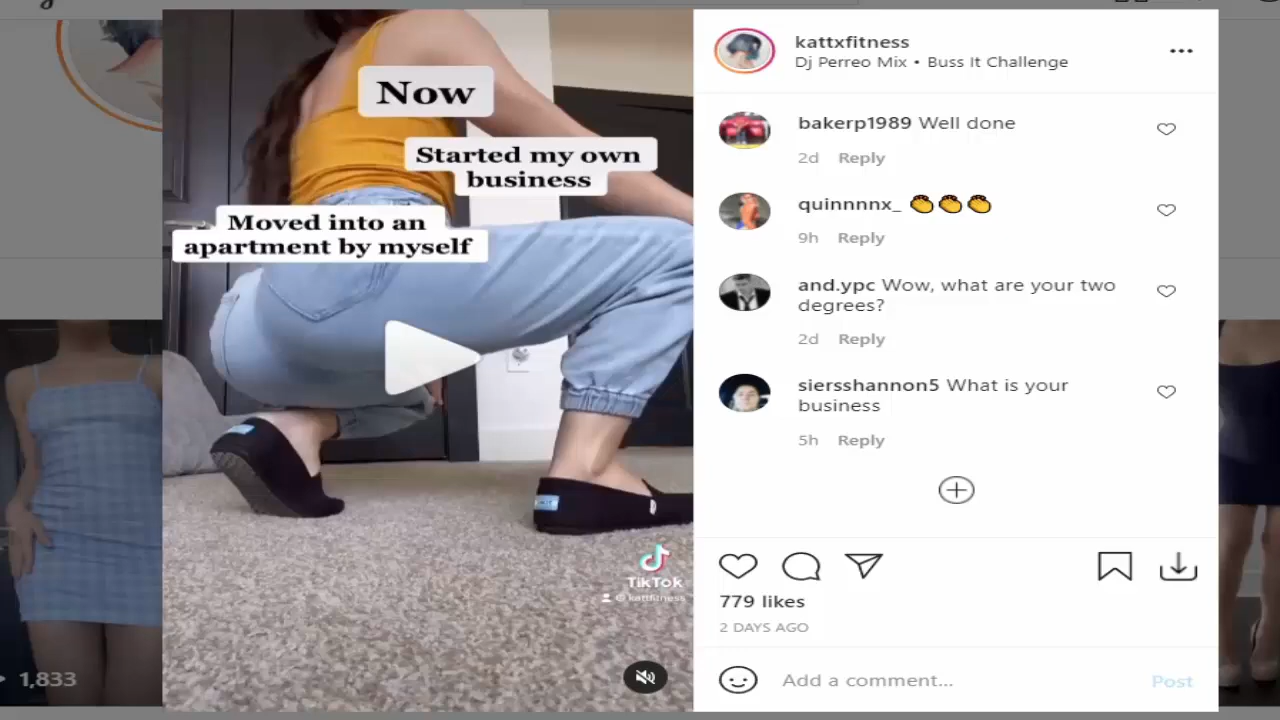 Now
Started my own
business
Moved into an
apartment by myself
TikTok
@kattfitness
1,833
kattxfitness
Dj Perreo Mix • Buss It Challenge
bakerp1989 Well done
2d Reply
quinnnnx_ 👏👏👏
9h Reply
and.ypc Wow, what are your two
degrees?
2d Reply
siersshannon5 What is your
business
5h Reply
779 likes
2 DAYS AGO
Add a comment... Post